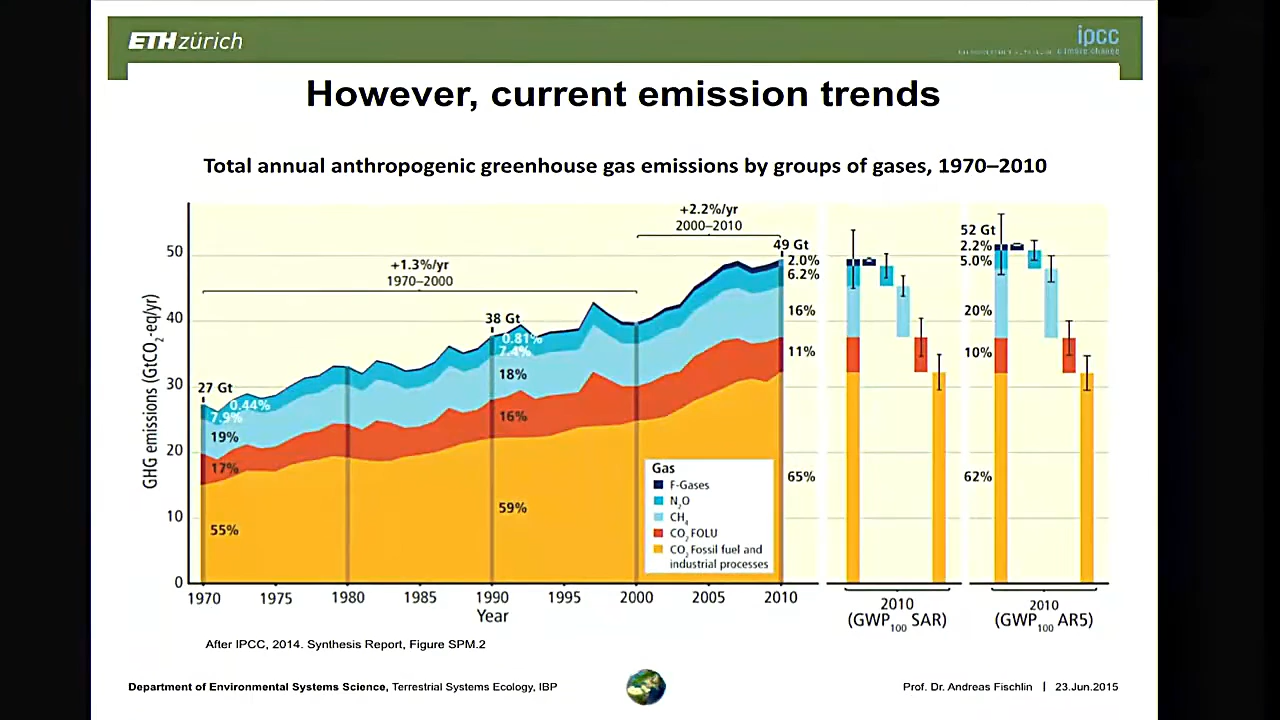 ETH zürich
ipcc
climate change
However, current emission trends
Total annual anthropogenic greenhouse gas emissions by groups of gases, 1970–2010
GHG emissions (GtCO2-eq/yr)
50
40
30
20
10
0
+1.3%/yr
1970–2000
+2.2%/yr
2000–2010
27 Gt
0.44%
7.9%
19%
17%
55%
38 Gt
0.81%
7.4%
18%
16%
59%
49 Gt
2.0%
6.2%
16%
11%
65%
52 Gt
2.2%
5.0%
20%
10%
62%
Gas
F-Gases
N2O
CH4
CO2 FOLU
CO2 Fossil fuel and
industrial processes
1970 1975 1980 1985 1990 1995 2000 2005 2010
Year
2010
(GWP100 SAR)
2010
(GWP100 AR5)
After IPCC, 2014. Synthesis Report, Figure SPM.2
Department of Environmental Systems Science, Terrestrial Systems Ecology, IBP
Prof. Dr. Andreas Fischlin | 23.Jun.2015